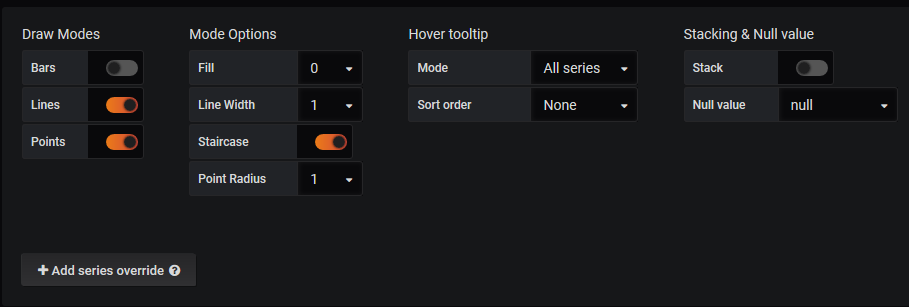 Draw Modes
Bars
Lines
Points
Mode Options
Fill 0
Line Width 1
Staircase
Point Radius 1
Hover tooltip
Mode All series
Sort order None
Stacking & Null value
Stack
Null value null
+ Add series override ?